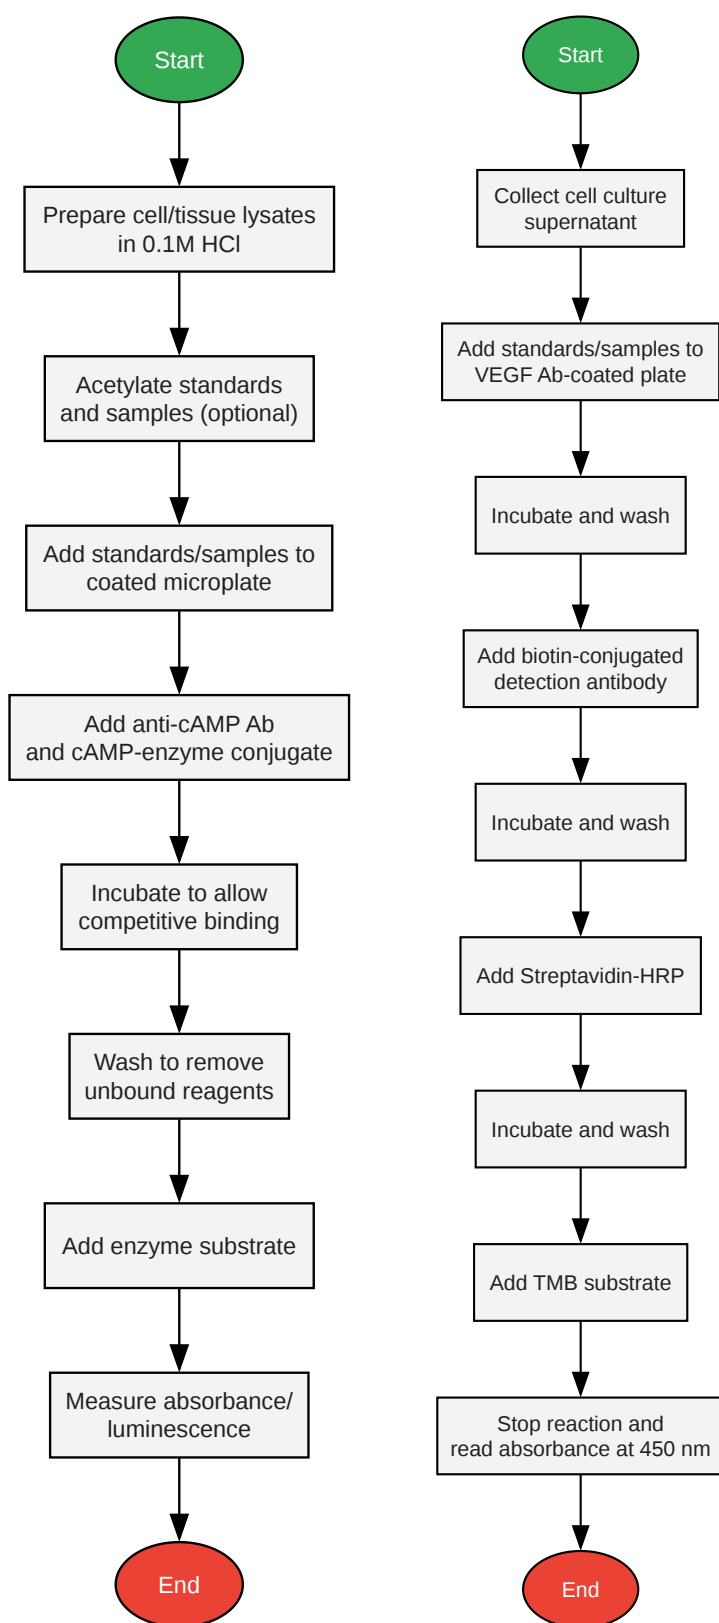 Start
Prepare cell/tissue lysates
in 0.1M HCl
Acetylate standards
and samples (optional)
Add standards/samples to
coated microplate
Add anti-cAMP Ab
and cAMP-enzyme conjugate
Incubate to allow
competitive binding
Wash to remove
unbound reagents
Add enzyme substrate
Measure absorbance/
luminescence
End
Start
Collect cell culture
supernatant
Add standards/samples to
VEGF Ab-coated plate
Incubate and wash
Add biotin-conjugated
detection antibody
Incubate and wash
Add Streptavidin-HRP
Incubate and wash
Add TMB substrate
Stop reaction and
read absorbance at 450 nm
End